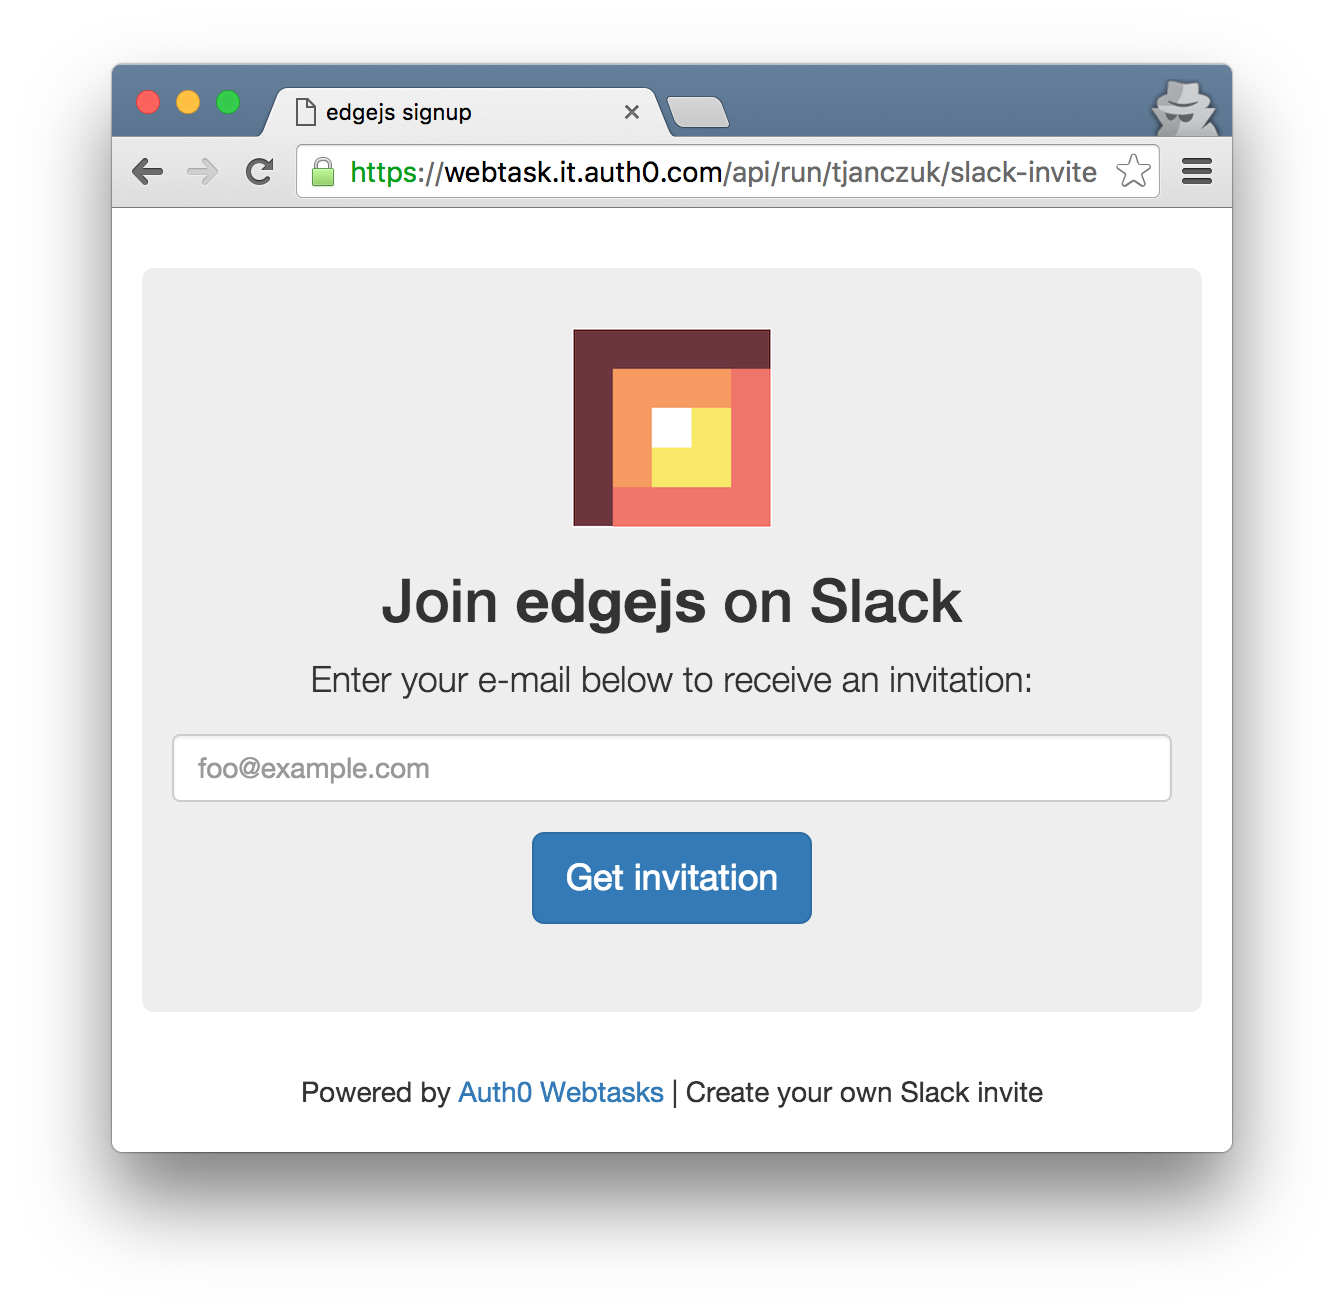 edgejs signup
https://webtask.it.auth0.com/api/run/tjanczuk/slack-invite
Join edgejs on Slack
Enter your e-mail below to receive an invitation:
foo@example.com
Get invitation
Powered by Auth0 Webtasks | Create your own Slack invite